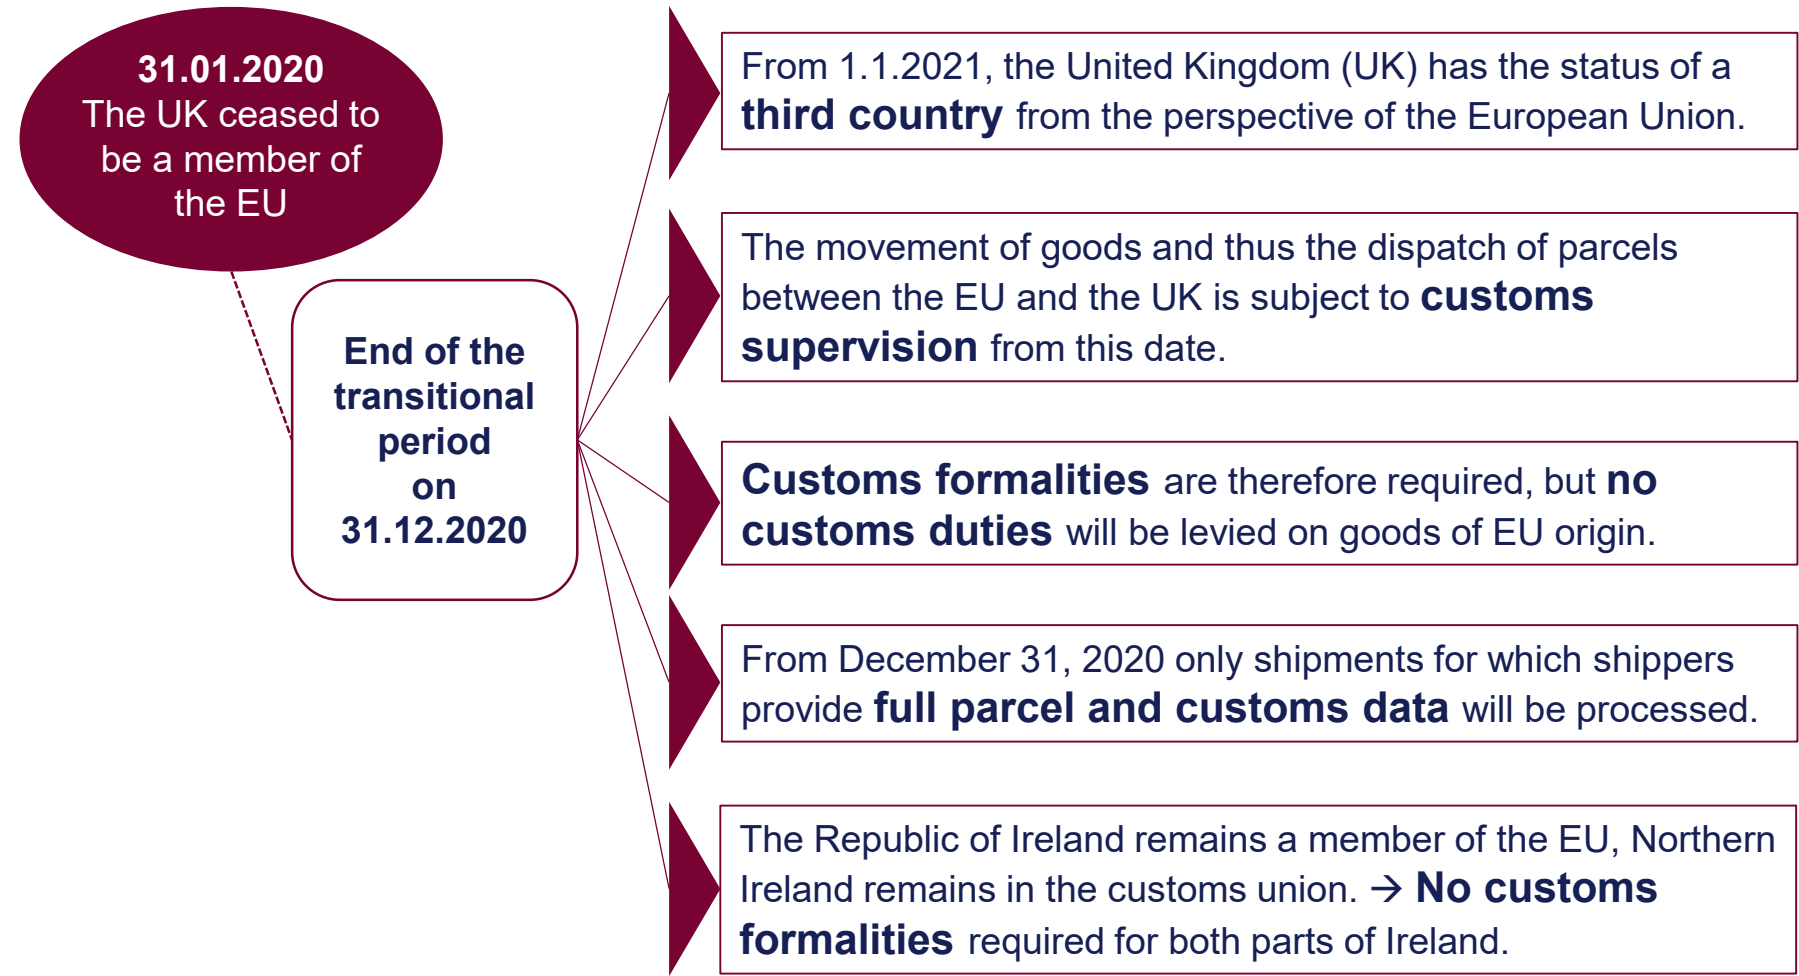 31.01.2020
The UK ceased to
be a member of
the EU
End of the
transitional
period
on
31.12.2020
From 1.1.2021, the United Kingdom (UK) has the status of a
third country from the perspective of the European Union.
The movement of goods and thus the dispatch of parcels
between the EU and the UK is subject to customs
supervision from this date.
Customs formalities are therefore required, but no
customs duties will be levied on goods of EU origin.
From December 31, 2020 only shipments for which shippers
provide full parcel and customs data will be processed.
The Republic of Ireland remains a member of the EU, Northern
Ireland remains in the customs union. → No customs
formalities required for both parts of Ireland.